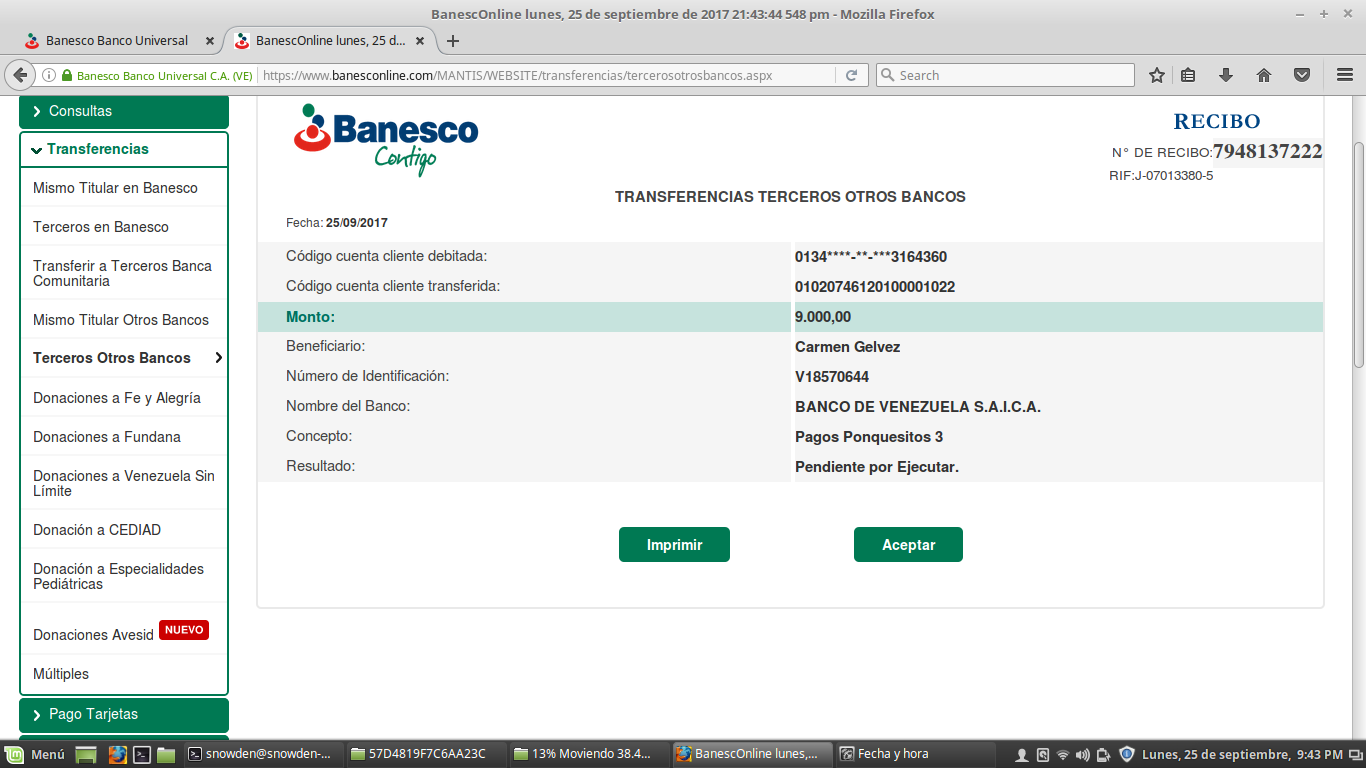 BanescOnline lunes, 25 de septiembre de 2017 21:43:44 548 pm - Mozilla Firefox
Banesco Banco Universal
BanescOnline lunes, 25 d...
Banesco Banco Universal C.A. (VE)
https://www.banesconline.com/MANTIS/WEBSITE/transferencias/tercerosotrosbancos.aspx
Search
Consultas
Transferencias
Mismo Titular en Banesco
Terceros en Banesco
Transferir a Terceros Banca
Comunitaria
Mismo Titular Otros Bancos
Terceros Otros Bancos
Donaciones a Fe y Alegría
Donaciones a Fundana
Donaciones a Venezuela Sin
Límite
Donación a CEDIAD
Donación a Especialidades
Pediátricas
Donaciones Avesid NUEVO
Múltiples
Pago Tarjetas
Banesco
Contigo
RECIBO
N° DE RECIBO:7948137222
RIF:J-07013380-5
TRANSFERENCIAS TERCEROS OTROS BANCOS
Fecha: 25/09/2017
Código cuenta cliente debitada: 0134****-**-***3164360
Código cuenta cliente transferida: 01020746120100001022
Monto: 9.000,00
Beneficiario: Carmen Gelvez
Número de Identificación: V18570644
Nombre del Banco: BANCO DE VENEZUELA S.A.I.C.A.
Concepto: Pagos Ponquesitos 3
Resultado: Pendiente por Ejecutar.
Imprimir
Aceptar
Menú
snowden@snowden-...
57D4819F7C6AA23C
13% Moviendo 38.4...
BanescOnline lunes,...
Fecha y hora
Lunes, 25 de septiembre, 9:43 PM